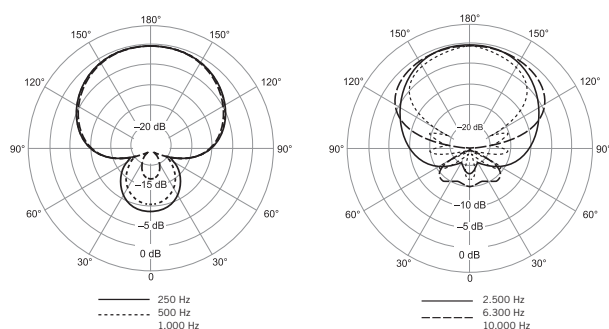 180°
150° 150°
120° 120°
90° 90°
60° 60°
30° 30°
0
–20 dB
–15 dB
–5 dB
0 dB
250 Hz
500 Hz
1.000 Hz
180°
150° 150°
120° 120°
90° 90°
60° 60°
30° 30°
0°
–20 dB
–10 dB
–5 dB
0 dB
2.500 Hz
6.300 Hz
10.000 Hz